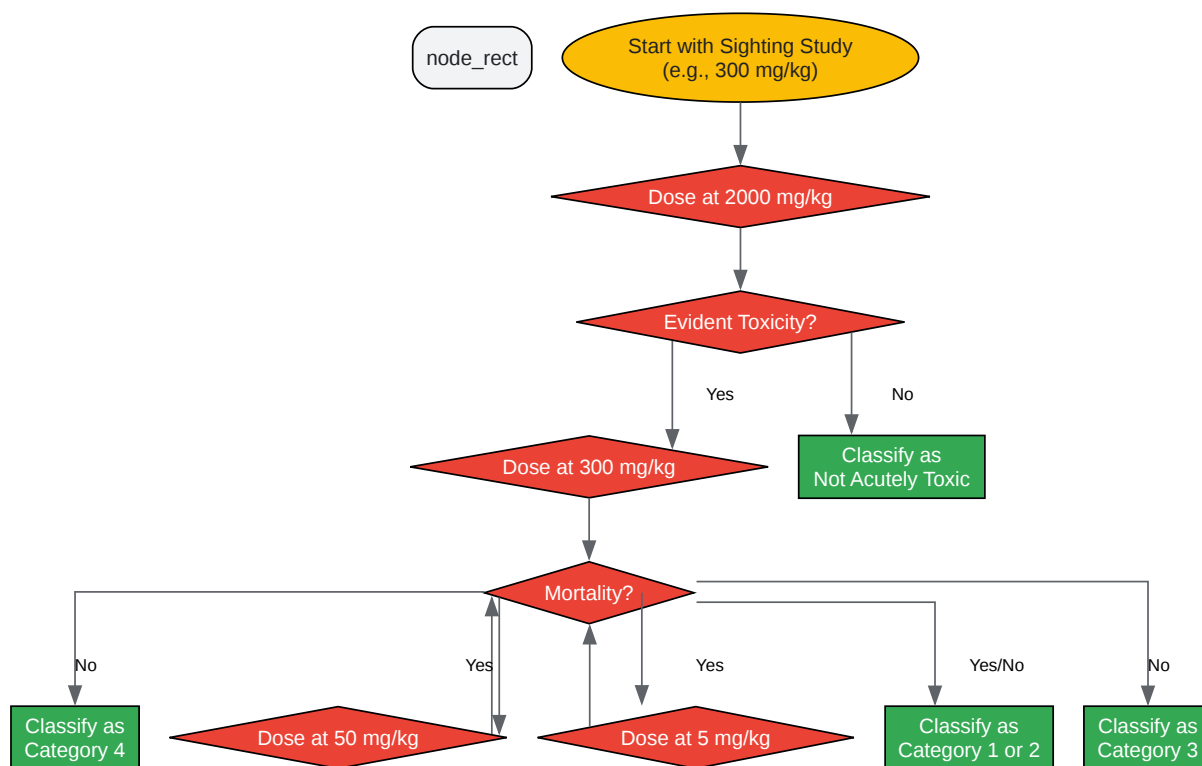 node_rect
Start with Sighting Study
(e.g., 300 mg/kg)
Dose at 2000 mg/kg
Evident Toxicity?
Yes
No
Dose at 300 mg/kg
Classify as
Not Acutely Toxic
Mortality?
No
Yes
Yes
Yes/No
No
Classify as
Category 4
Dose at 50 mg/kg
Dose at 5 mg/kg
Classify as
Category 1 or 2
Classify as
Category 3